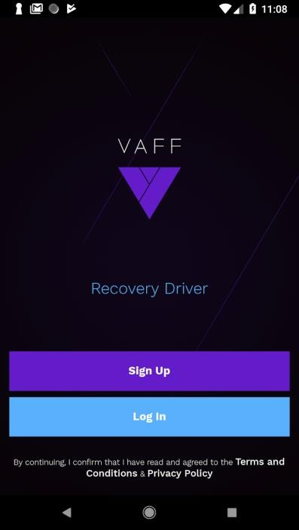 11:08
VAFF
Recovery Driver
Sign Up
Log In
By continuing, I confirm that I have read and agreed to the Terms and
Conditions & Privacy Policy